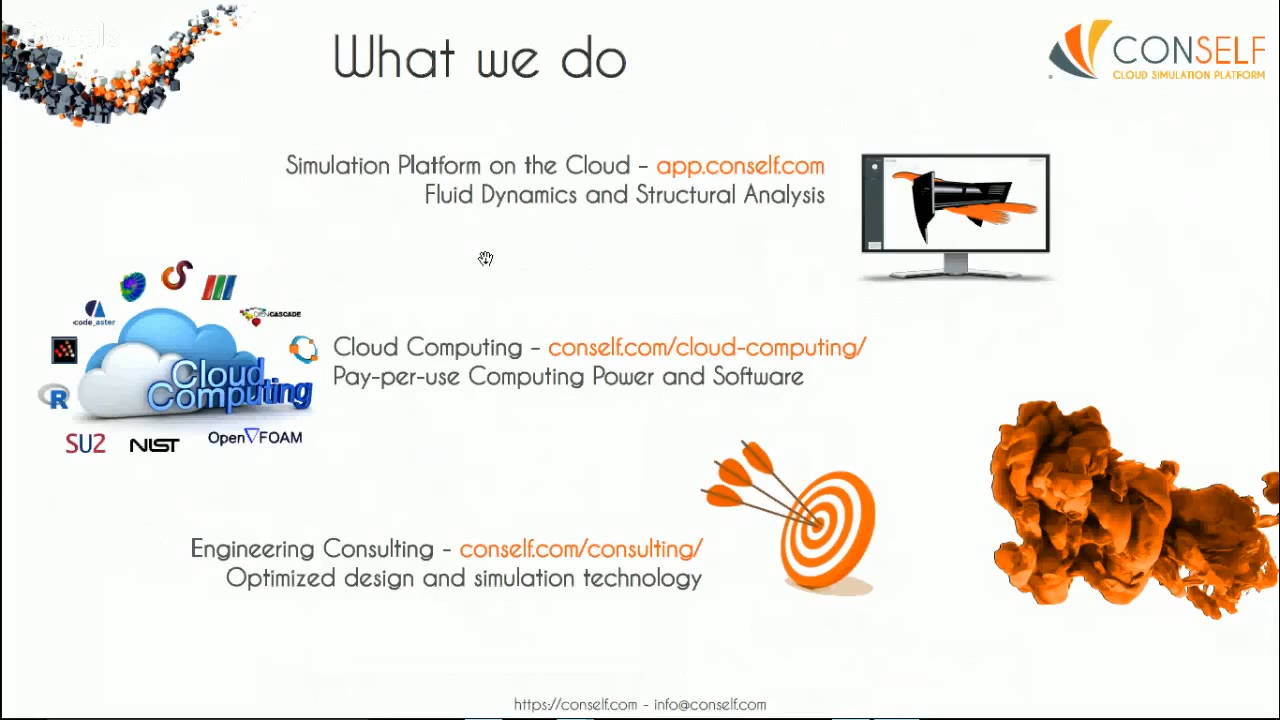 Google
What we do
CONSELF
CLOUD SIMULATION PLATFORM
Simulation Platform on the Cloud - app.conself.com
Fluid Dynamics and Structural Analysis
code_aster
OPENCASCADE
Cloud
Computing
R
SU2
NIST
OpenFOAM
Cloud Computing - conself.com/cloud-computing/
Pay-per-use Computing Power and Software
Engineering Consulting - conself.com/consulting/
Optimized design and simulation technology
https://conself.com - info@conself.com